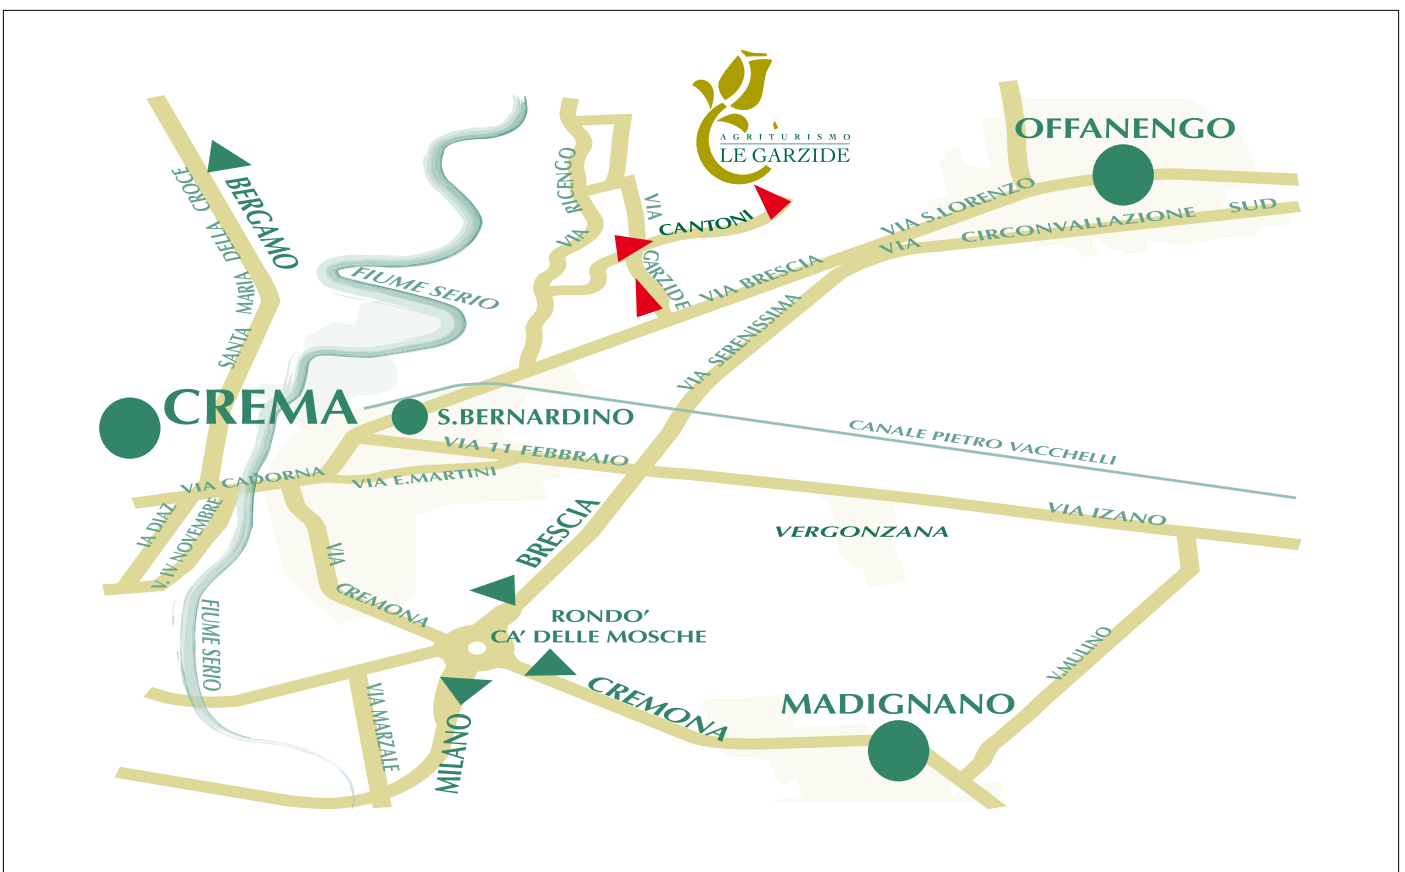 AGRITURISMO
LE GARZIDE
OFFANENGO
BERGAMO
SANTA MARIA DELLA CROCE
FIUME SERIO
VIA RICENGO
VIA GARZIDE
CANTONI
VIA BRESCIA
VIA S.LORENZO
VIA CIRCONVALLAZIONE SUD
VIA SERENISSIMA
CREMA
S.BERNARDINO
VIA 11 FEBBRAIO
CANALE PIETRO VACCHELLI
VIA CADORNA
VIA E.MARTINI
IA DIAZ
V. IV NOVEMBRE
VIA IZANO
VERGONZANA
BRESCIA
VIA CREMONA
FIUME SERIO
RONDO'
CA' DELLE MOSCHE
V.MULINO
CREMONA
MADIGNANO
VIA MARZALE
MILANO